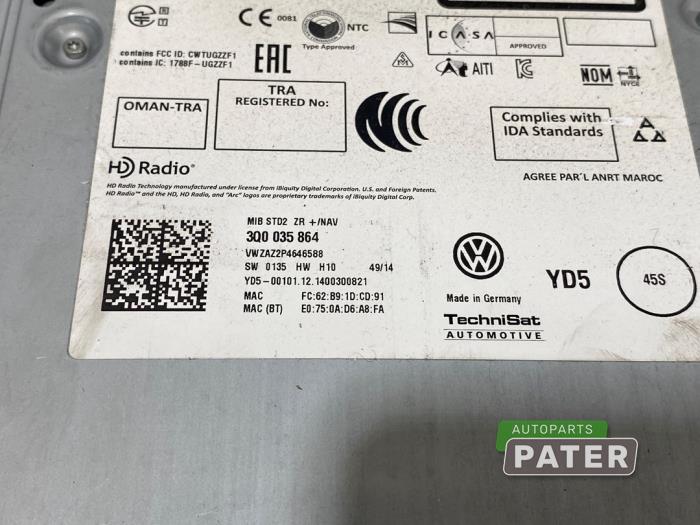 CE 0081
NTC
Type Approved
ICASA
APPROVED
contains FCC ID: CWTUGZZF1
contains IC: 1788F-UGZZF1
EAC
AITI
NOM
NYCE
OMAN-TRA
TRA
REGISTERED No:
Complies with
IDA Standards
HD Radio
AGREE PAR´L ANRT MAROC
HD Radio Technology manufactured under license from iBiquity Digital Corporation. U.S. and Foreign Patents.
HD Radio™ and the HD, HD Radio, and "Arc" logos are proprietary trademarks of iBiquity Digital Corp.
MIB STD2 ZR +/NAV
3Q0 035 864
VWZAZ2P4646588
SW 0135 HW H10 49/14
YD5-00101.12.1400300821
MAC FC:62:B9:1D:CD:91
MAC (BT) E0:75:0A:D6:A8:FA
YD5
45S
Made in Germany
TechniSat
AUTOMOTIVE
AUTOPARTS
PATER